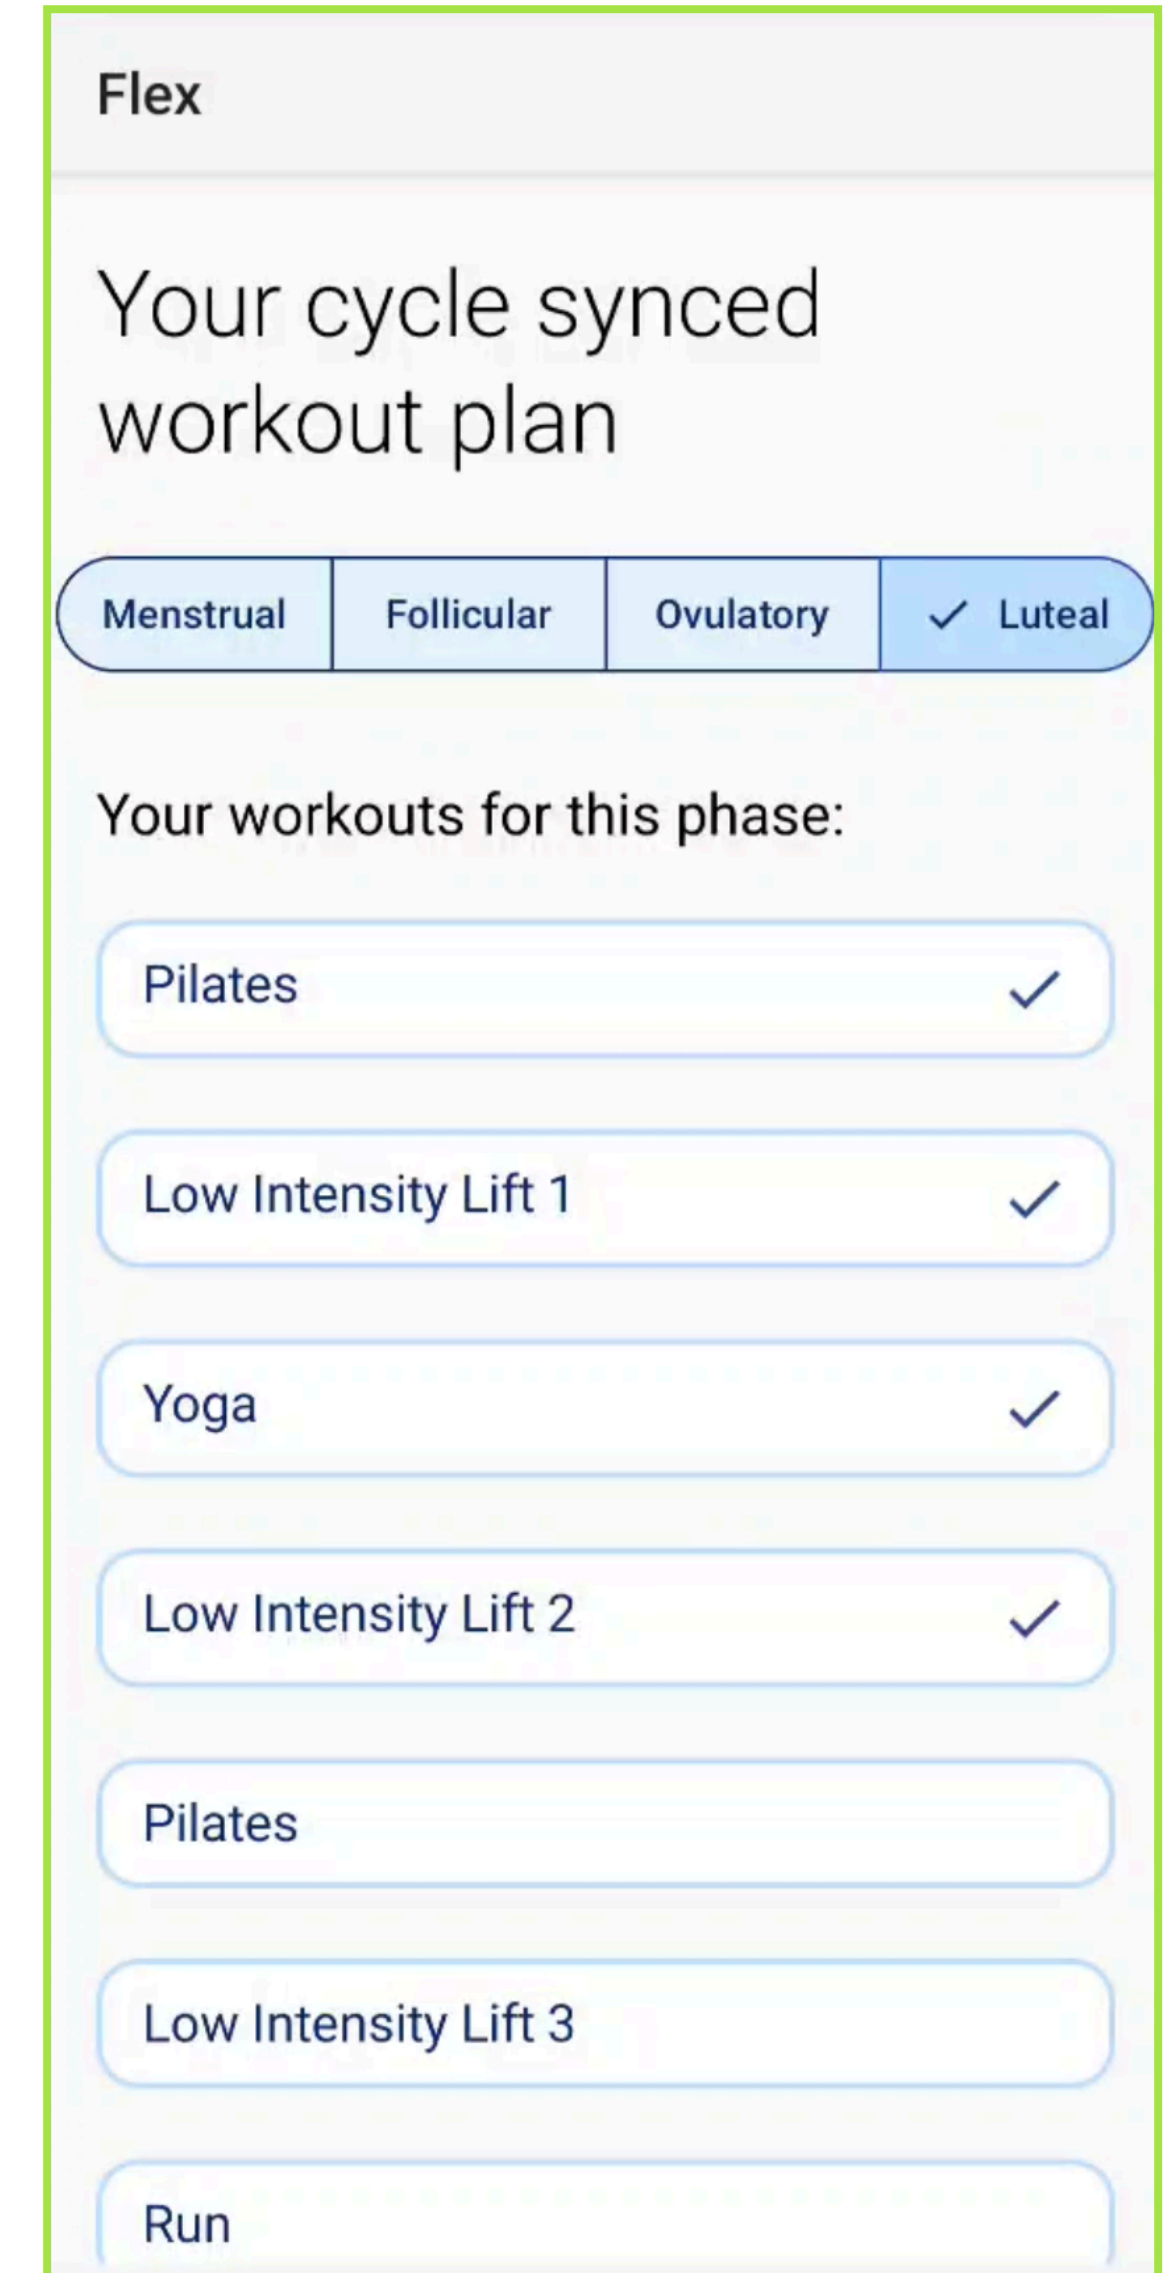 Flex
Your cycle synced
workout plan
Menstrual
Follicular
Ovulatory
Luteal
Your workouts for this phase:
Pilates
Low Intensity Lift 1
Yoga
Low Intensity Lift 2
Pilates
Low Intensity Lift 3
Run